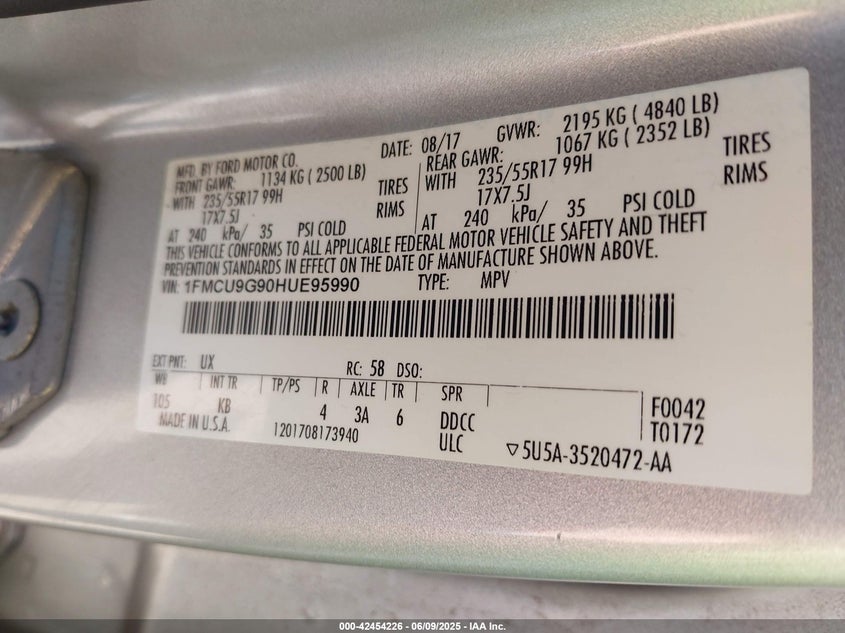 MFD. BY FORD MOTOR CO.
DATE: 08/17 GVWR: 2195 KG ( 4840 LB)
FRONT GAWR: 1134 KG ( 2500 LB)
REAR GAWR: 1067 KG ( 2352 LB)
WITH 235/55R17 99H TIRES
WITH 235/55R17 99H TIRES
17X7.5J RIMS
17X7.5J RIMS
AT 240 kPa/ 35 PSI COLD
AT 240 kPa/ 35 PSI COLD
THIS VEHICLE CONFORMS TO ALL APPLICABLE FEDERAL MOTOR VEHICLE SAFETY AND THEFT
PREVENTION STANDARDS IN EFFECT ON THE DATE OF MANUFACTURE SHOWN ABOVE.
VIN: 1FMCU9G90HUE95990 TYPE: MPV
EXT PNT: UX RC: 58 DSO:
WB INT TR TP/PS R AXLE TR SPR
105 KB 4 3A 6 DDCC F0042
MADE IN U.S.A. 1201708173940 ULC T0172
▽5U5A-3520472-AA
000-42454226 - 06/09/2025 - IAA Inc.